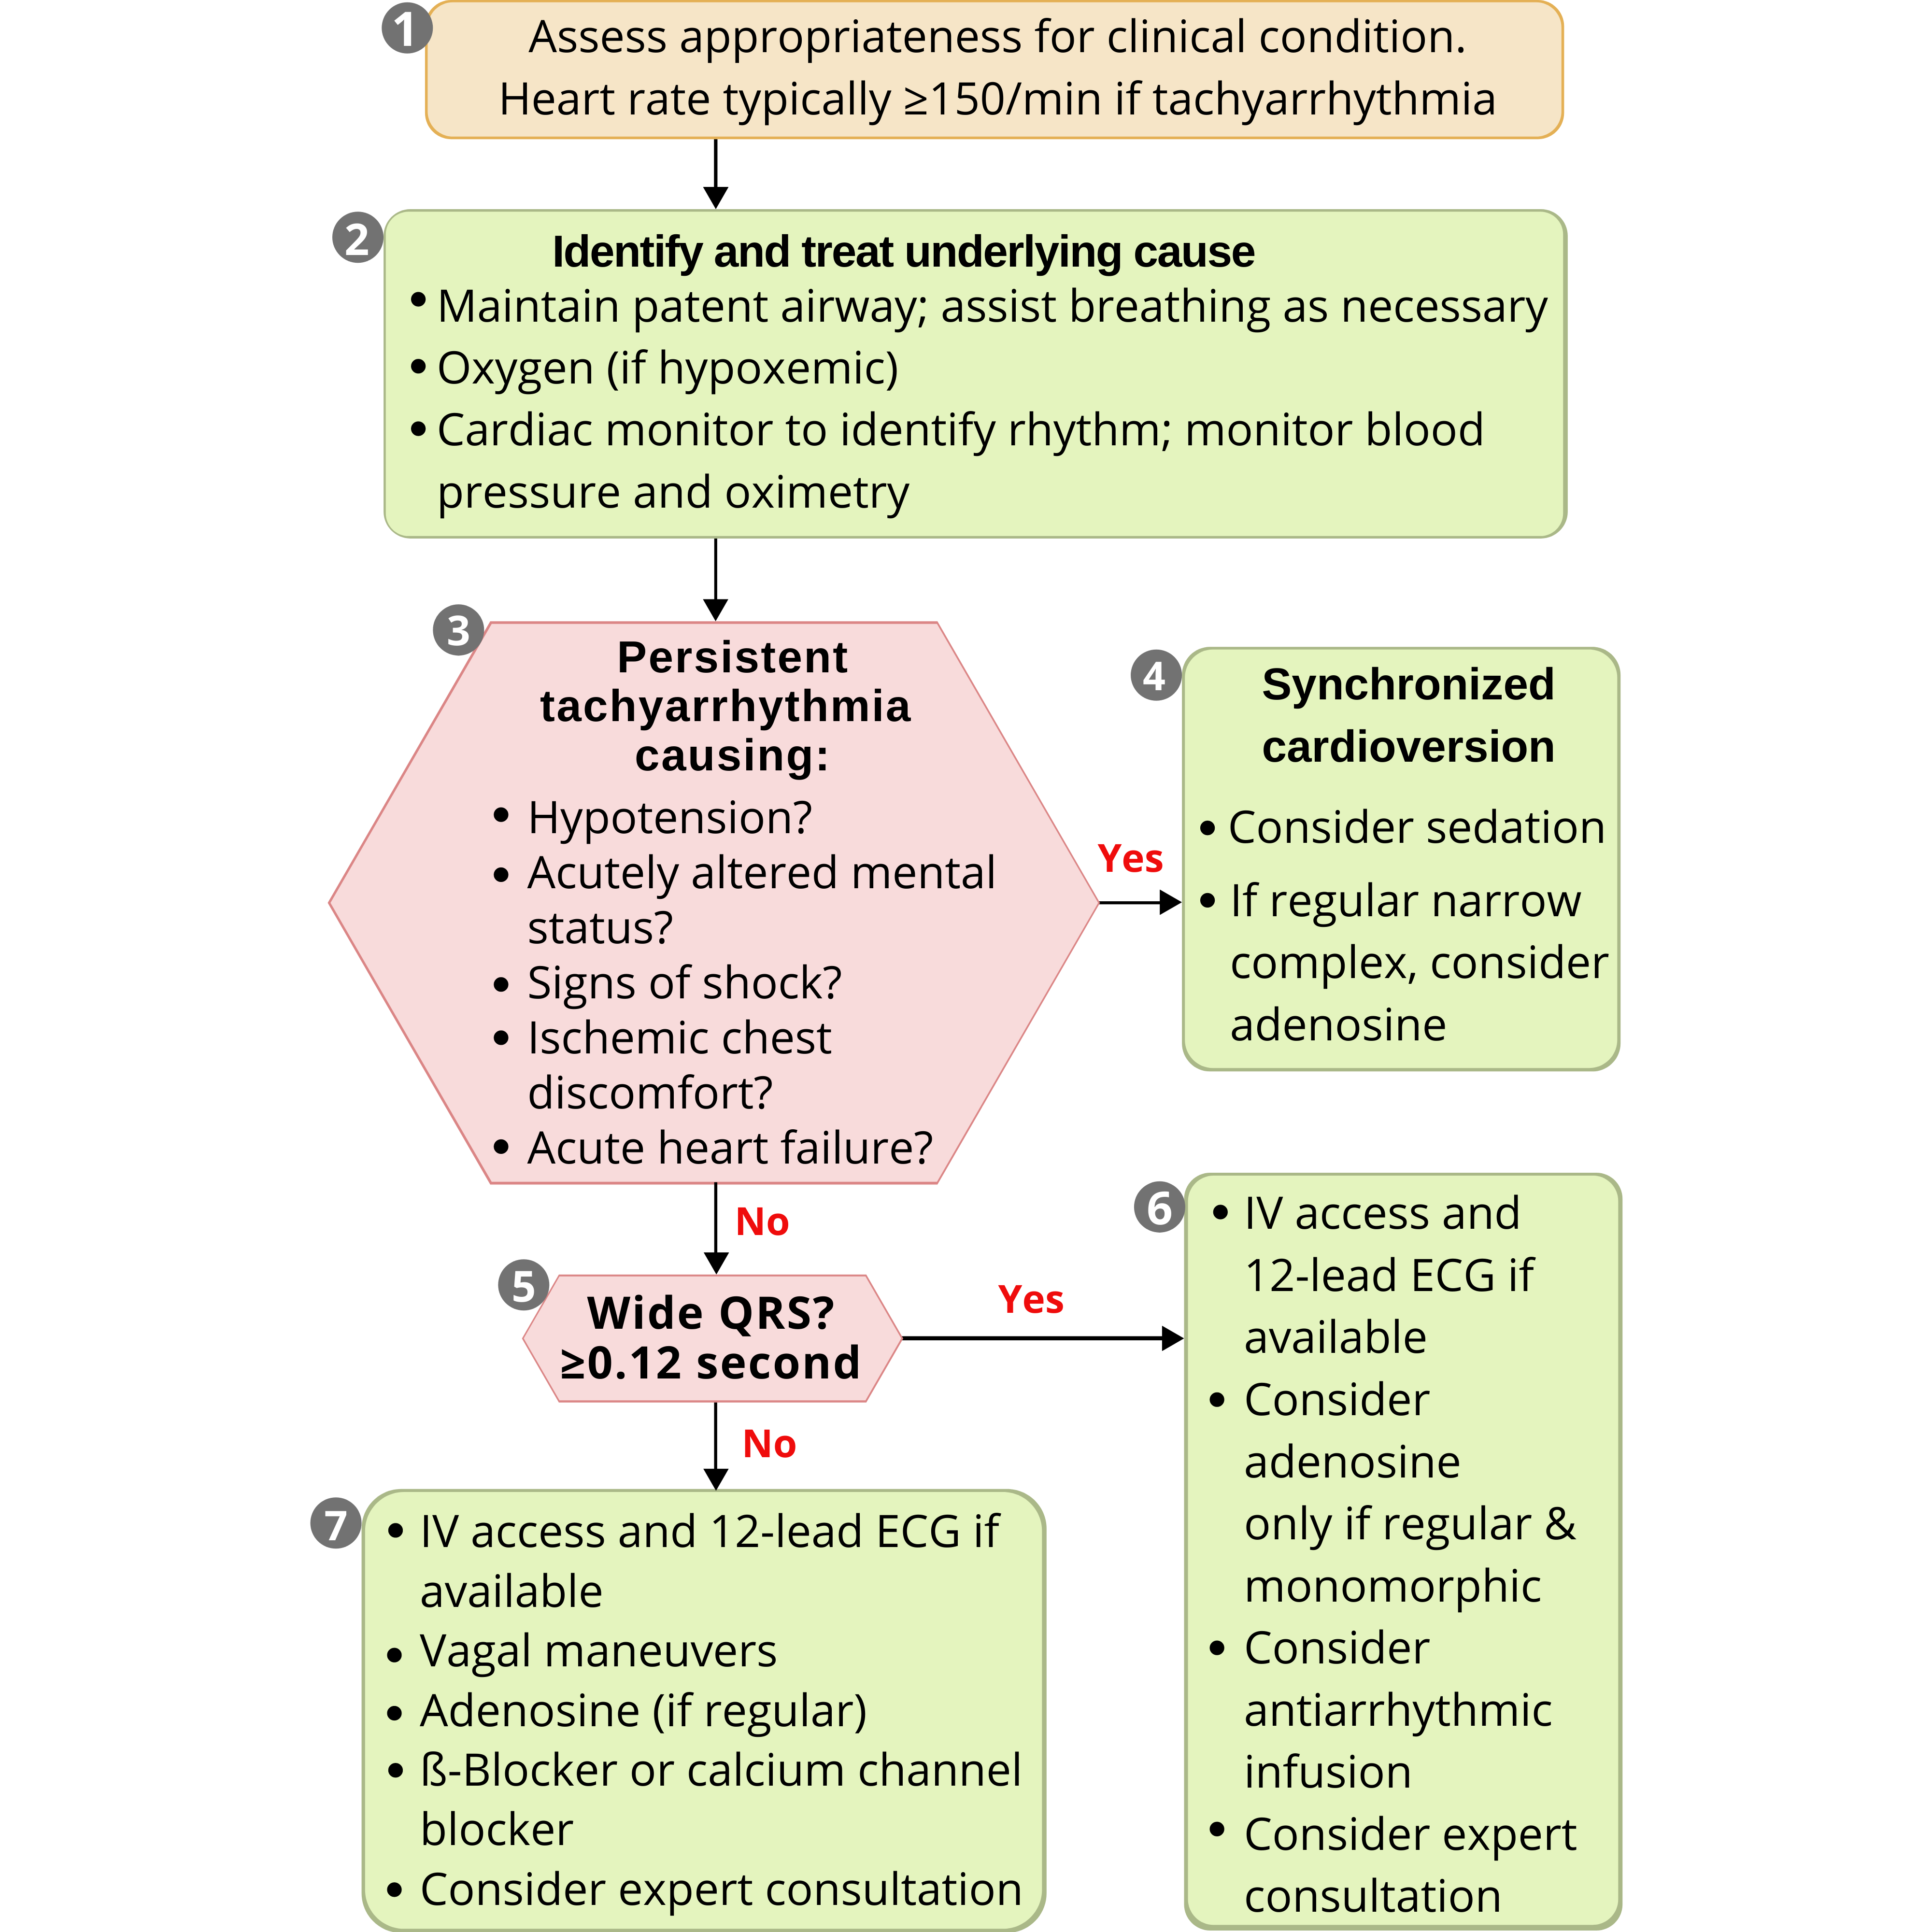 1
Assess appropriateness for clinical condition.
Heart rate typically ≥150/min if tachyarrhythmia
2
Identify and treat underlying cause
• Maintain patent airway; assist breathing as necessary
• Oxygen (if hypoxemic)
• Cardiac monitor to identify rhythm; monitor blood
pressure and oximetry
3
Persistent
tachyarrhythmia
causing:
• Hypotension?
• Acutely altered mental
status?
• Signs of shock?
• Ischemic chest
discomfort?
• Acute heart failure?
Yes
4
Synchronized
cardioversion
• Consider sedation
• If regular narrow
complex, consider
adenosine
No
5
Wide QRS?
≥0.12 second
Yes
6
• IV access and
12-lead ECG if
available
• Consider
adenosine
only if regular &
monomorphic
• Consider
antiarrhythmic
infusion
• Consider expert
consultation
No
7
• IV access and 12-lead ECG if
available
• Vagal maneuvers
• Adenosine (if regular)
• ß-Blocker or calcium channel
blocker
• Consider expert consultation